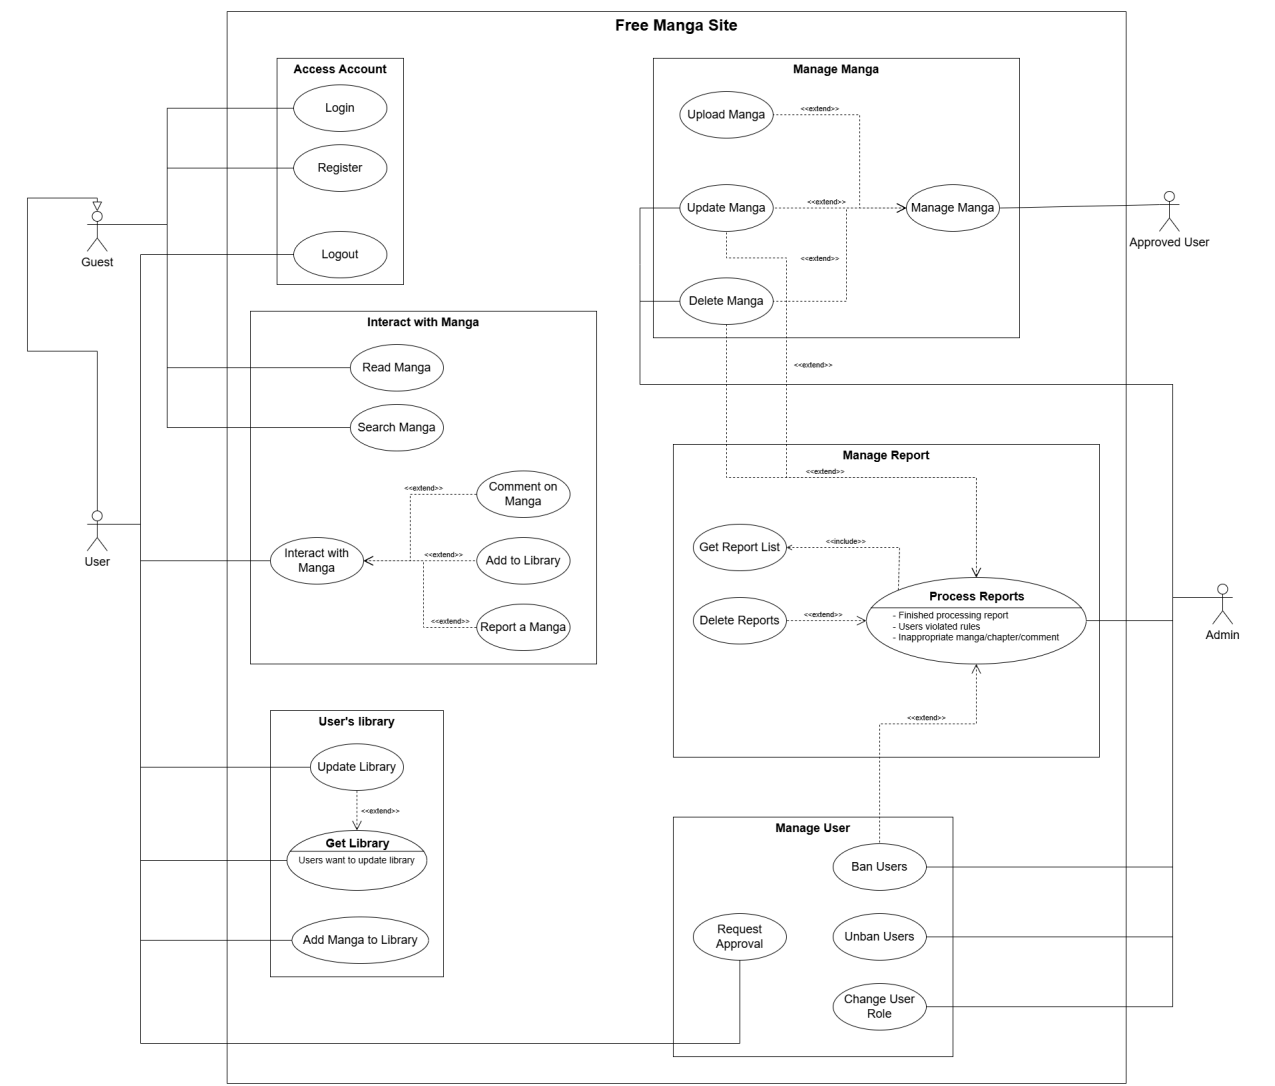 Free Manga Site
Access Account
Login
Register
Logout
Guest
User
Interact with Manga
Read Manga
Search Manga
<<extend>>
Comment on
Manga
Interact with
Manga
<<extend>>
Add to Library
<<extend>>
Report a Manga
User's library
Update Library
<<extend>>
Get Library
Users want to update library
Add Manga to Library
Manage Manga
Upload Manga
<<extend>>
Update Manga
<<extend>>
Manage Manga
<<extend>>
Delete Manga
Approved User
<<extend>>
Manage Report
<<extend>>
Get Report List
<<include>>
Delete Reports
<<extend>>
Process Reports
- Finished processing report
- Users violated rules
- Inappropriate manga/chapter/comment
Admin
<<extend>>
Manage User
Ban Users
Request
Approval
Unban Users
Change User
Role